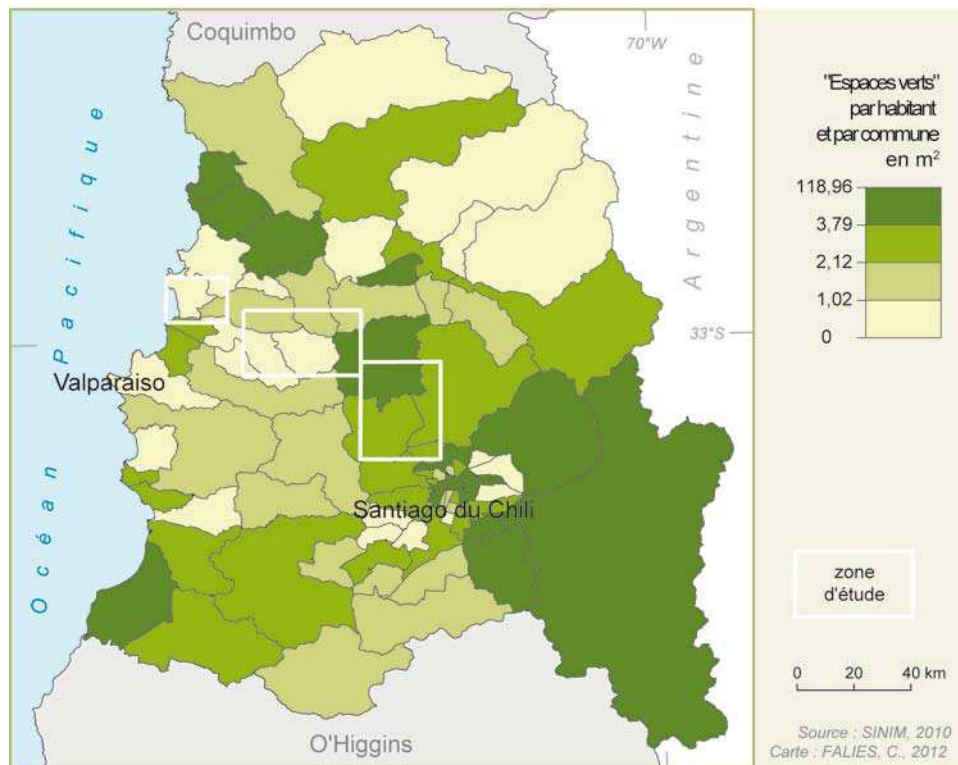 Coquimbo
70°W
Argentine
Océan Pacifique
33°S
Valparaiso
Santiago du Chili
O'Higgins
"Espaces verts"
par habitant
et par commune
en m²
118,96
3,79
2,12
1,02
0
zone
d'étude
0 20 40 km
Source : SINIM, 2010
Carte : FALIES, C., 2012